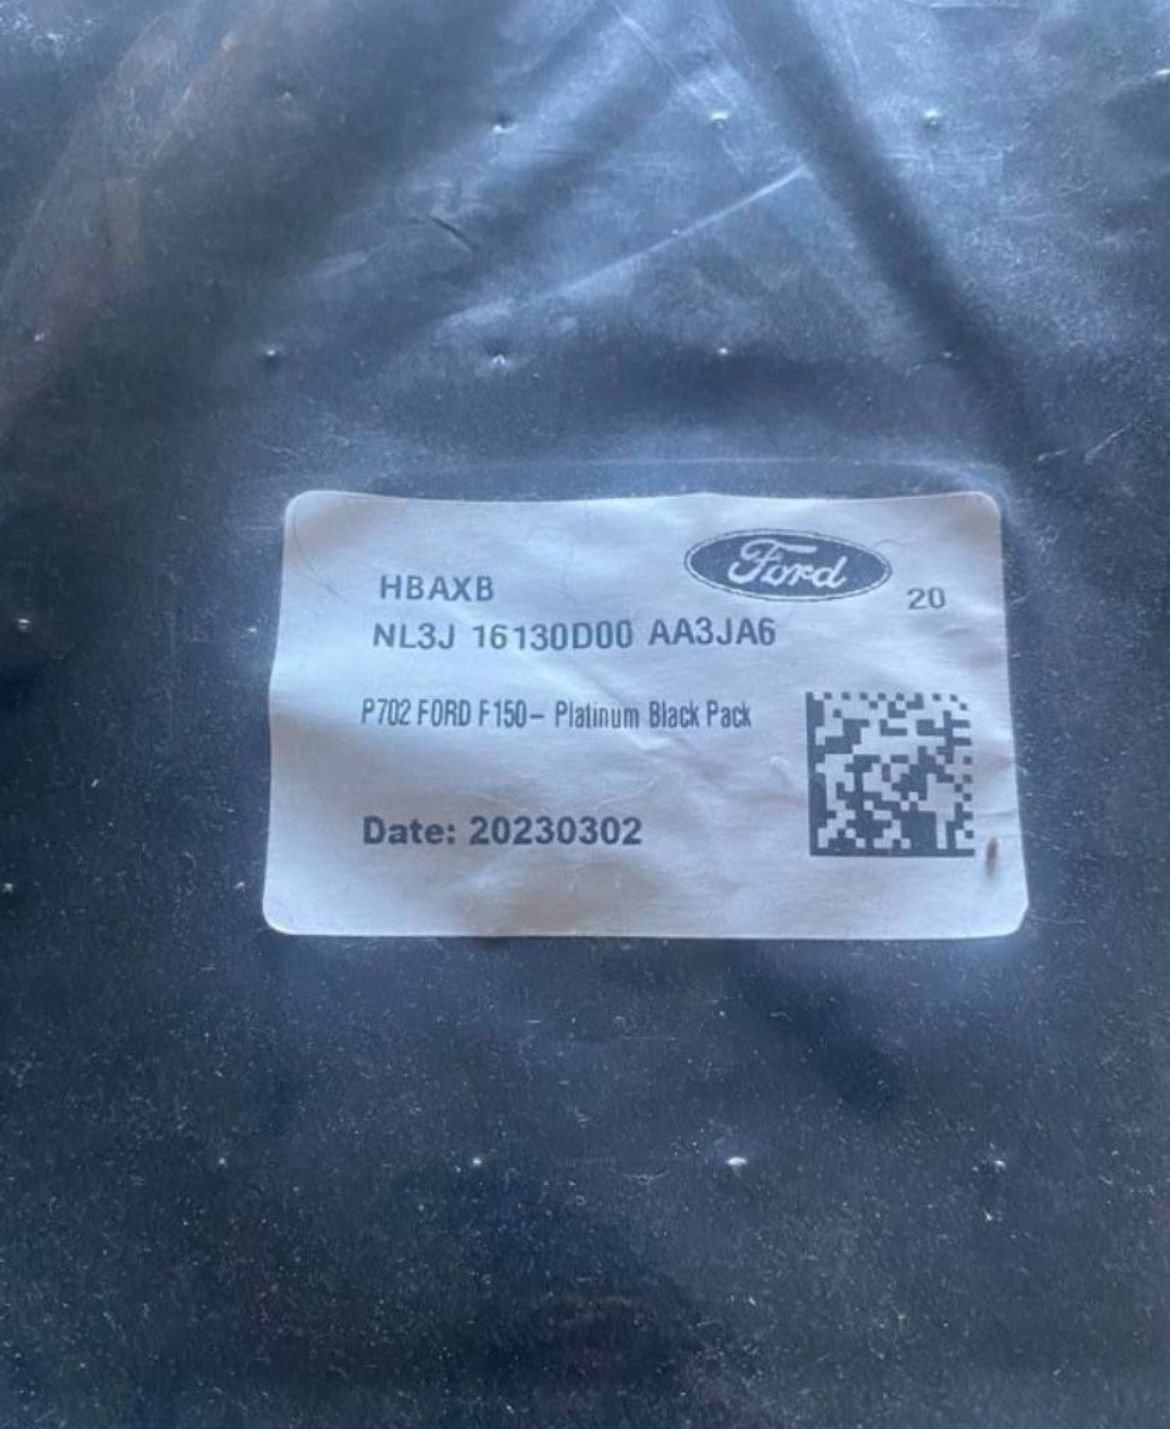 Ford
HBAXB
20
NL3J 16130D00 AA3JA6
P702 FORD F150- Platinum Black Pack
Date: 20230302